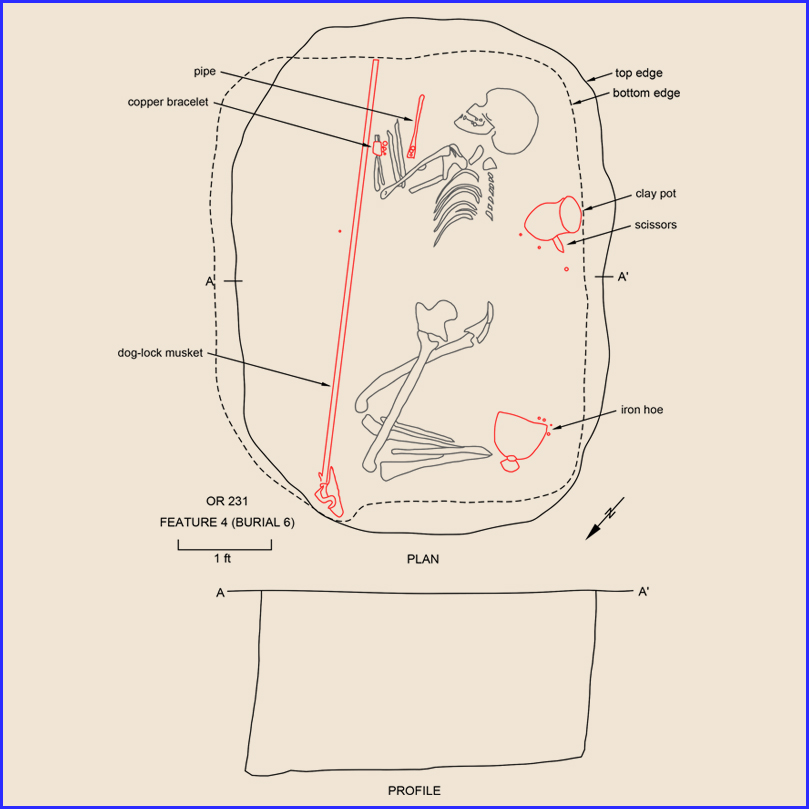 pipe
copper bracelet
top edge
bottom edge
clay pot
scissors
A
A'
dog-lock musket
iron hoe
OR 231
FEATURE 4 (BURIAL 6)
1 ft
N
PLAN
A
A'
PROFILE